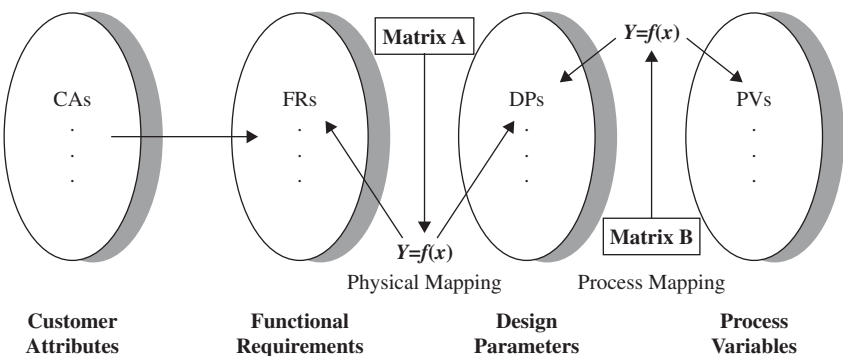 Matrix A
Y=f(x)
CAs
FRs
DPs
PVs
Y=f(x)
Matrix B
Physical Mapping
Process Mapping
Customer
Attributes
Functional
Requirements
Design
Parameters
Process
Variables